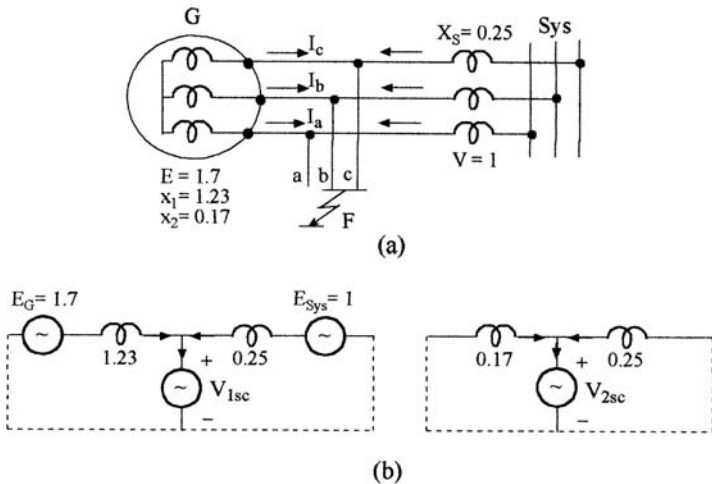 G
I_c
X_S = 0.25
Sys
I_b
I_a
a b c
V = 1
E = 1.7
x_1 = 1.23
x_2 = 0.17
F
(a)
E_G = 1.7
E_Sys = 1
1.23
0.25
+
V_1sc
–
0.17
0.25
+
V_2sc
–
(b)